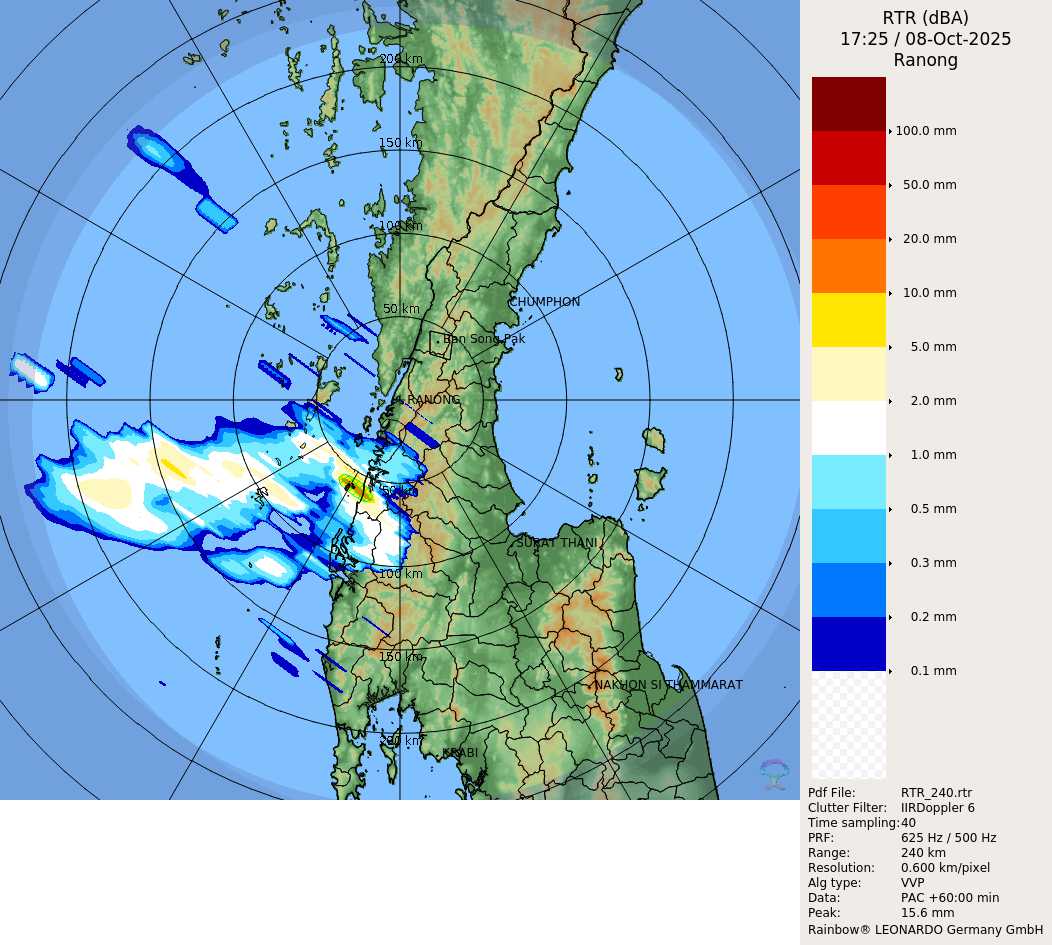 RTR (dBA)
17:25 / 08-Oct-2025
Ranong
100.0 mm
50.0 mm
20.0 mm
10.0 mm
5.0 mm
2.0 mm
1.0 mm
0.5 mm
0.3 mm
0.2 mm
0.1 mm
Pdf File: RTR_240.rtr
Clutter Filter: IIRDoppler 6
Time sampling:40
PRF: 625 Hz / 500 Hz
Range: 240 km
Resolution: 0.600 km/pixel
Alg type: VVP
Data: PAC +60:00 min
Peak: 15.6 mm
Rainbow® LEONARDO Germany GmbH
200 km
150 km
100 km
CHUMPHON
50 km
Ban Song Pak
RANONG
50 km
SURAT THANI
100 km
150 km
NAKHON SI THAMMARAT
200 km
KRABI